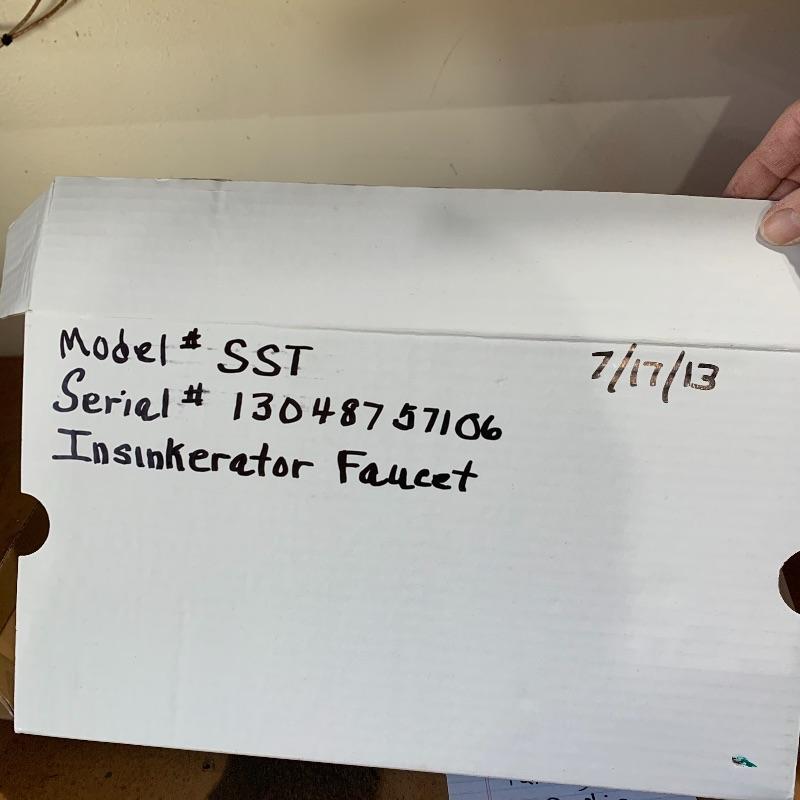 Model # SST
7/17/13
Serial # 13048757106
Insinkerator Faucet